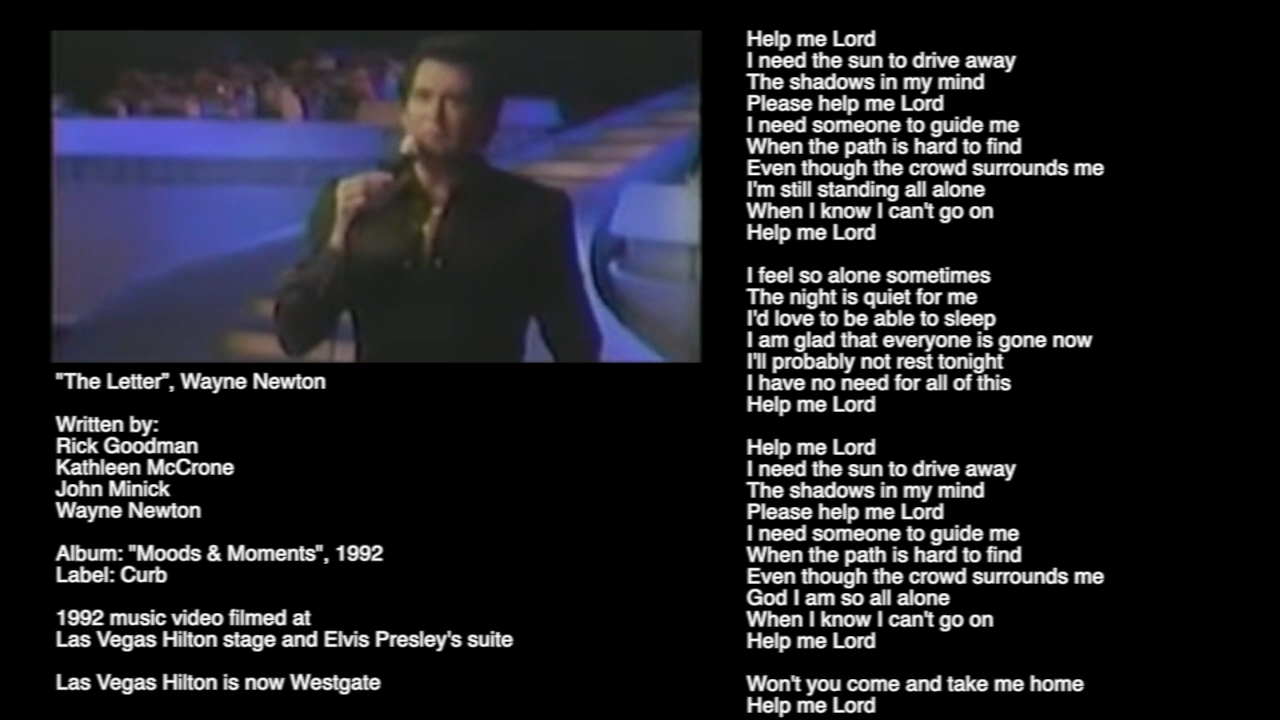 "The Letter", Wayne Newton
Written by:
Rick Goodman
Kathleen McCrone
John Minick
Wayne Newton
Album: "Moods & Moments", 1992
Label: Curb
1992 music video filmed at
Las Vegas Hilton stage and Elvis Presley's suite
Las Vegas Hilton is now Westgate
Help me Lord
I need the sun to drive away
The shadows in my mind
Please help me Lord
I need someone to guide me
When the path is hard to find
Even though the crowd surrounds me
I'm still standing all alone
When I know I can't go on
Help me Lord
I feel so alone sometimes
The night is quiet for me
I'd love to be able to sleep
I am glad that everyone is gone now
I'll probably not rest tonight
I have no need for all of this
Help me Lord
Help me Lord
I need the sun to drive away
The shadows in my mind
Please help me Lord
I need someone to guide me
When the path is hard to find
Even though the crowd surrounds me
God I am so all alone
When I know I can't go on
Help me Lord
Won't you come and take me home
Help me Lord